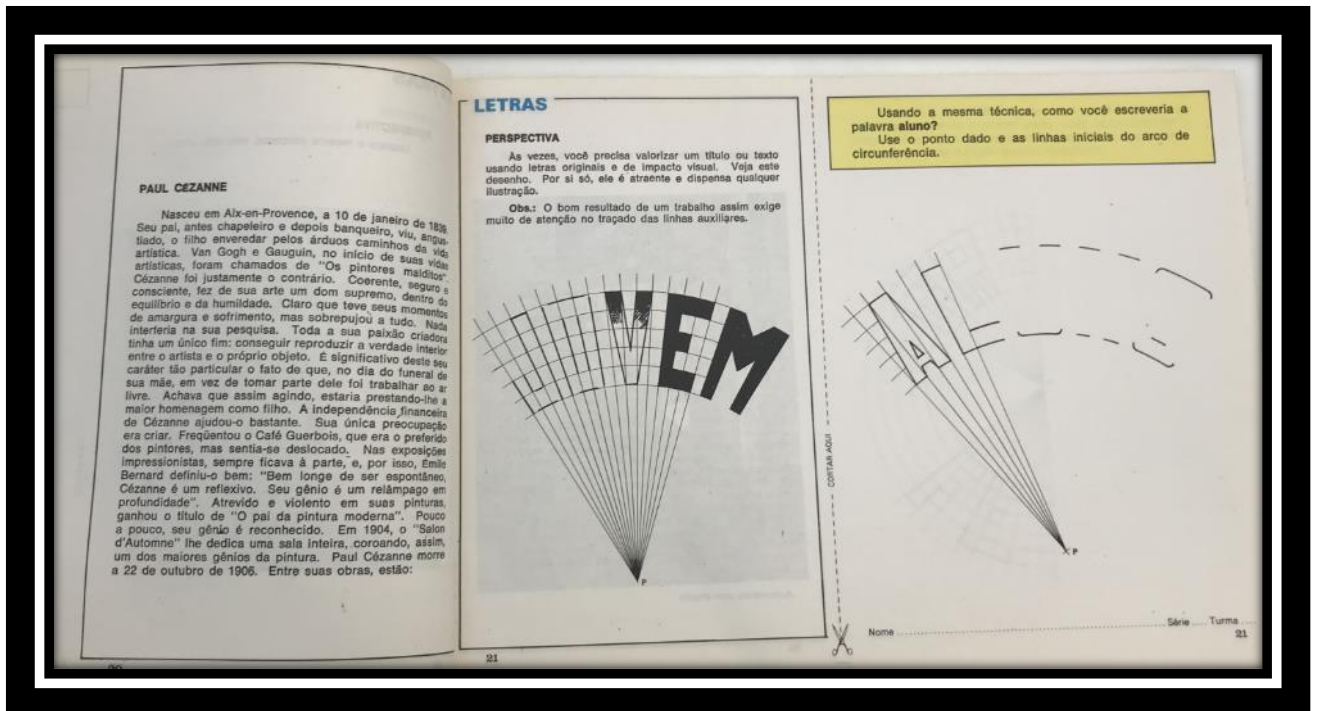 PAUL CEZANNE
Nasceu em Aix-en-Provence, a 10 de janeiro de
Seu pai, antes chapeleiro e depois banqueiro, viu, angus-
tiado, o filho enveredar pelos árduos caminhos da vida
artística. Van Gogh e Gauguin, no início de suas vidas
artísticas, foram chamados de "Os pintores malditos".
Cézanne foi justamente o contrário. Coerente, seguro e
consciente, fez de sua arte um dom supremo, dentro do
equilíbrio e da humildade. Claro que teve seus momentos
de amargura e sofrimento, mas sobrepujou a tudo. Nada
interferia na sua pesquisa. Toda a sua paixão criadora
tinha um único fim: conseguir reproduzir a verdade interior
entre o artista e o próprio objeto. É significativo deste seu
caráter tão particular o fato de que, no dia do funeral de
sua mãe, em vez de tomar parte dele foi trabalhar ao ar
livre. Achava que assim agindo, estaria prestando-lhe a
maior homenagem como filho. A independência financeira
de Cézanne ajudou-o bastante. Sua única preocupação
era criar. Freqüentou o Café Guerbois, que era o preferido
dos pintores, mas sentia-se deslocado. Nas exposições
impressionistas, sempre ficava à parte, e, por isso, Émile
Bernard definiu-o bem: "Bem longe de ser espontâneo,
Cézanne é um reflexivo. Seu gênio é um relâmpago em
profundidade". Atrevido e violento em suas pinturas,
ganhou o título de "O pai da pintura moderna". Pouco
a pouco, seu gênio é reconhecido. Em 1904, o "Salon
d'Automne" lhe dedica uma sala inteira, coroando, assim,
um dos maiores gênios da pintura. Paul Cézanne morre
a 22 de outubro de 1906. Entre suas obras, estão:
LETRAS
PERSPECTIVA
Às vezes, você precisa valorizar um título ou texto
usando letras originais e de impacto visual. Veja este
desenho. Por si só, ele é atraente e dispensa qualquer
ilustração.
Obs.: O bom resultado de um trabalho assim exige
muito de atenção no traçado das linhas auxiliares.
EM
P
21
CORTAR AQUI
Usando a mesma técnica, como você escreveria a
palavra aluno?
Use o ponto dado e as linhas iniciais do arco de
circunferência.
A
P
Nome Série Turma
21